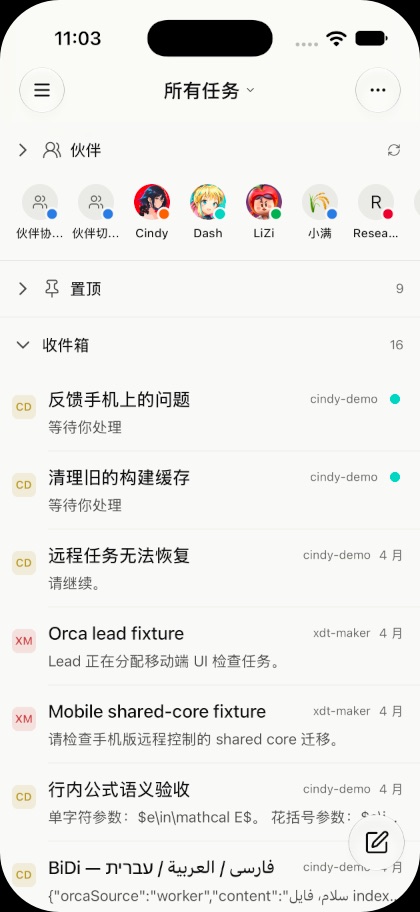 11:03
所有任务
伙伴
伙伴协...
伙伴切...
Cindy
Dash
LiZi
小满
R
Resea...
置顶
9
收件箱
16
CD
反馈手机上的问题
cindy-demo
等待你处理
CD
清理旧的构建缓存
cindy-demo
等待你处理
CD
远程任务无法恢复
cindy-demo 4 月
请继续。
XM
Orca lead fixture
xdt-maker 4 月
Lead 正在分配移动端 UI 检查任务。
XM
Mobile shared-core fixture
xdt-maker 4 月
请检查手机版远程控制的 shared core 迁移。
CD
行内公式语义验收
cindy-demo 4 月
单字符参数：$e\in\mathcal E$。 花括号参数：
CD
BiDi — עברית / العربية / فارسی
cindy-demo 4 月
{"orcaSource":"worker","content":"سلام، فایل index...